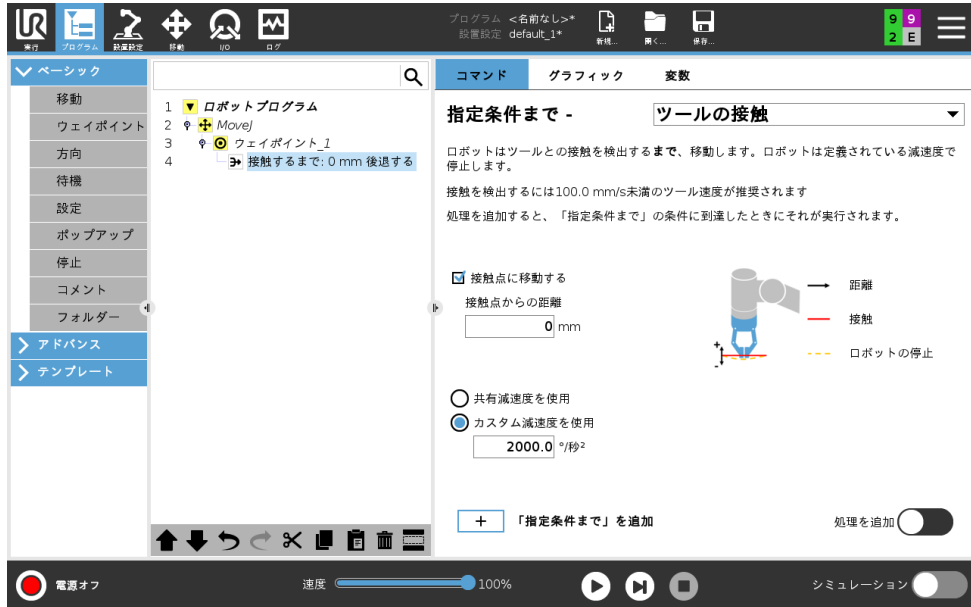 プログラム <名前なし>*
設置設定 default_1*
実行 プログラム 設置設定 移動 I/O ログ
新規... 開く... 保存...
9 9
2 E
ベーシック
移動
ウェイポイント
方向
待機
設定
ポップアップ
停止
コメント
フォルダー
アドバンス
テンプレート
1 ロボットプログラム
2 MoveJ
3 ウェイポイント_1
4 接触するまで: 0 mm 後退する
コマンド グラフィック 変数
指定条件まで - ツールの接触
ロボットはツールとの接触を検出するまで、移動します。ロボットは定義されている減速度で
停止します。
接触を検出するには100.0 mm/s未満のツール速度が推奨されます
処理を追加すると、「指定条件まで」の条件に到達したときにそれが実行されます。
接触点に移動する
接触点からの距離
0 mm
距離
接触
ロボットの停止
+
-
共有減速度を使用
カスタム減速度を使用
2000.0 °/秒²
+ 「指定条件まで」を追加
処理を追加
電源オフ
速度 100%
シミュレーション